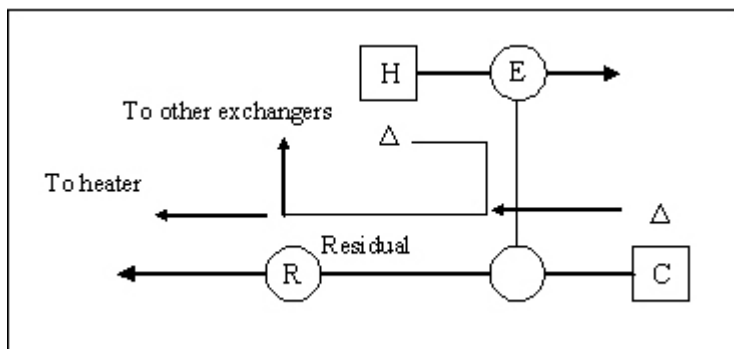 H
E
To other exchangers
Δ
To heater
Δ
Residual
R
C